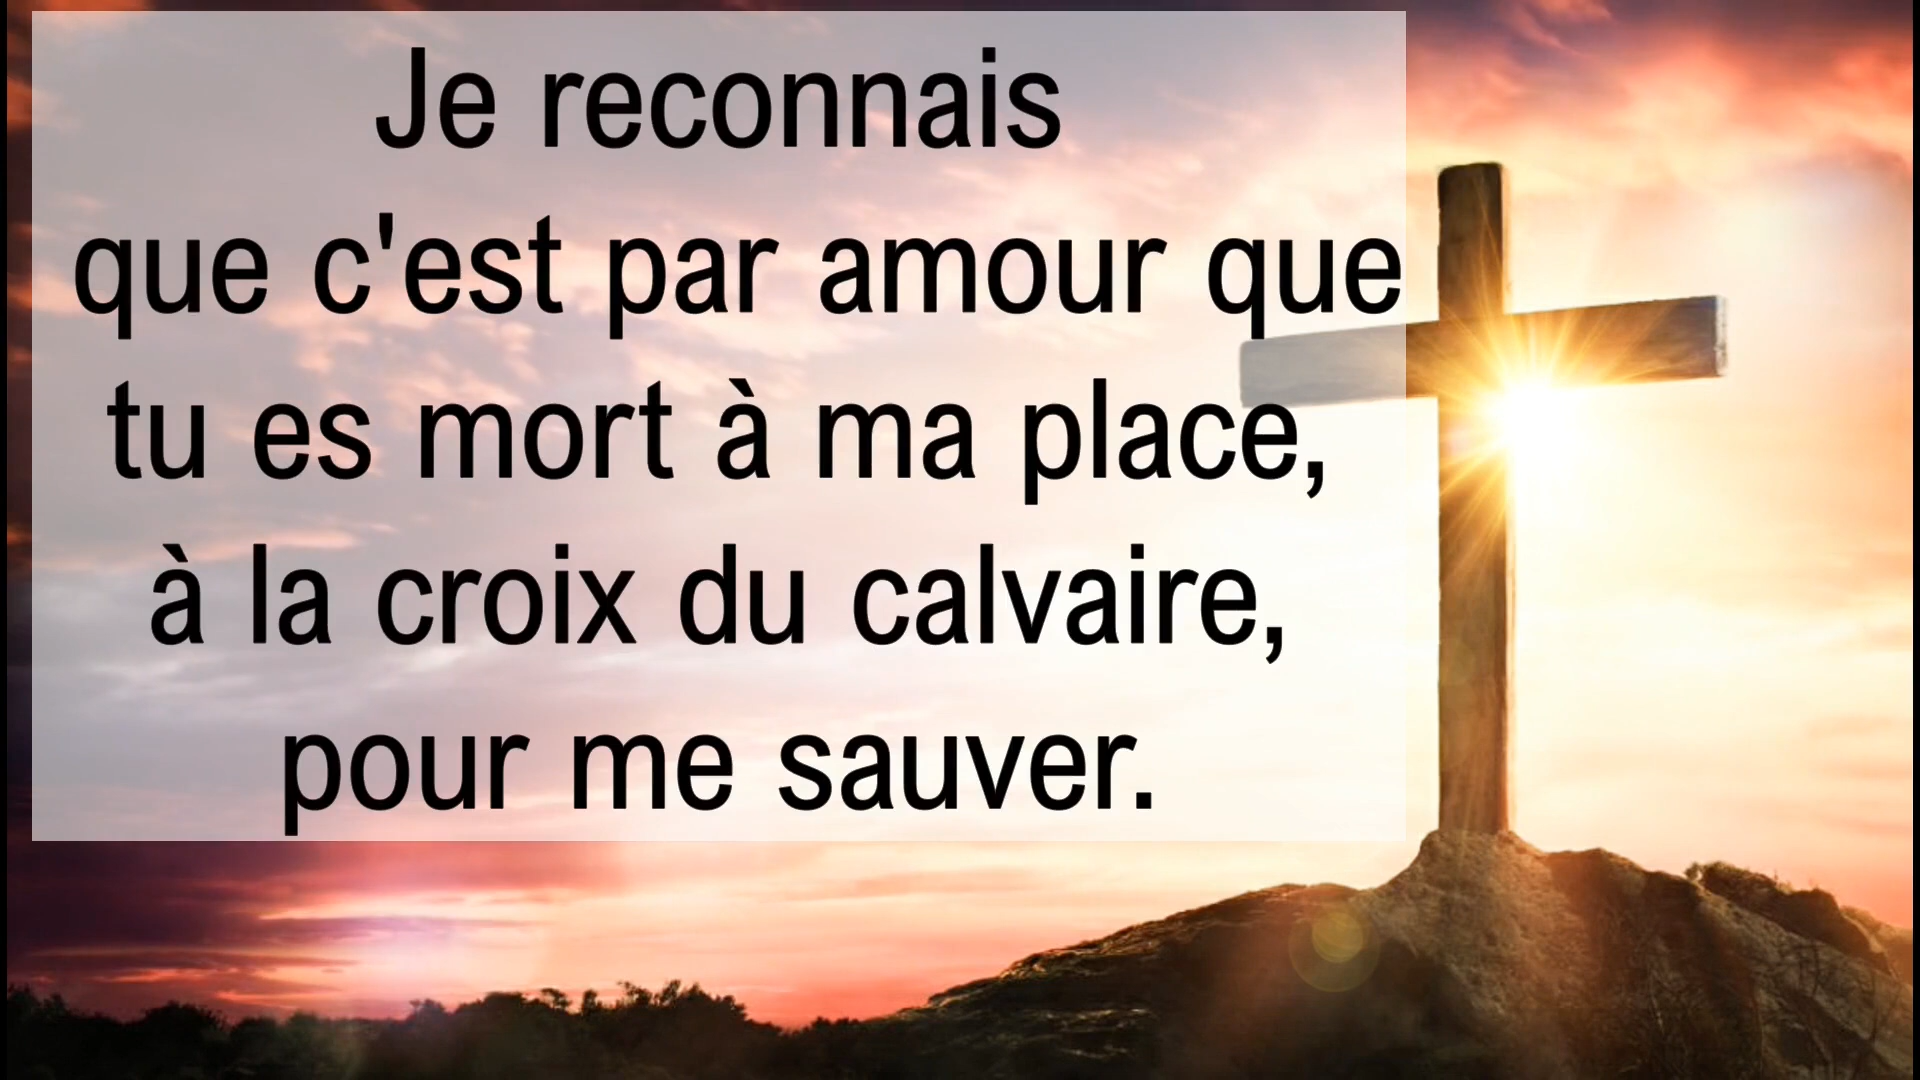 Je reconnais
que c'est par amour que
tu es mort à ma place,
à la croix du calvaire,
pour me sauver.